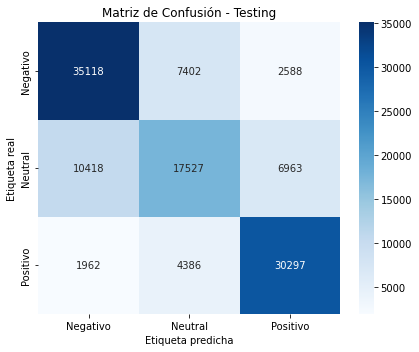 Matriz de Confusión - Testing
Etiqueta real
Negativo
35118 7402 2588
Neutral
10418 17527 6963
Positivo
1962 4386 30297
Negativo Neutral Positivo
Etiqueta predicha
35000
30000
25000
20000
15000
10000
5000